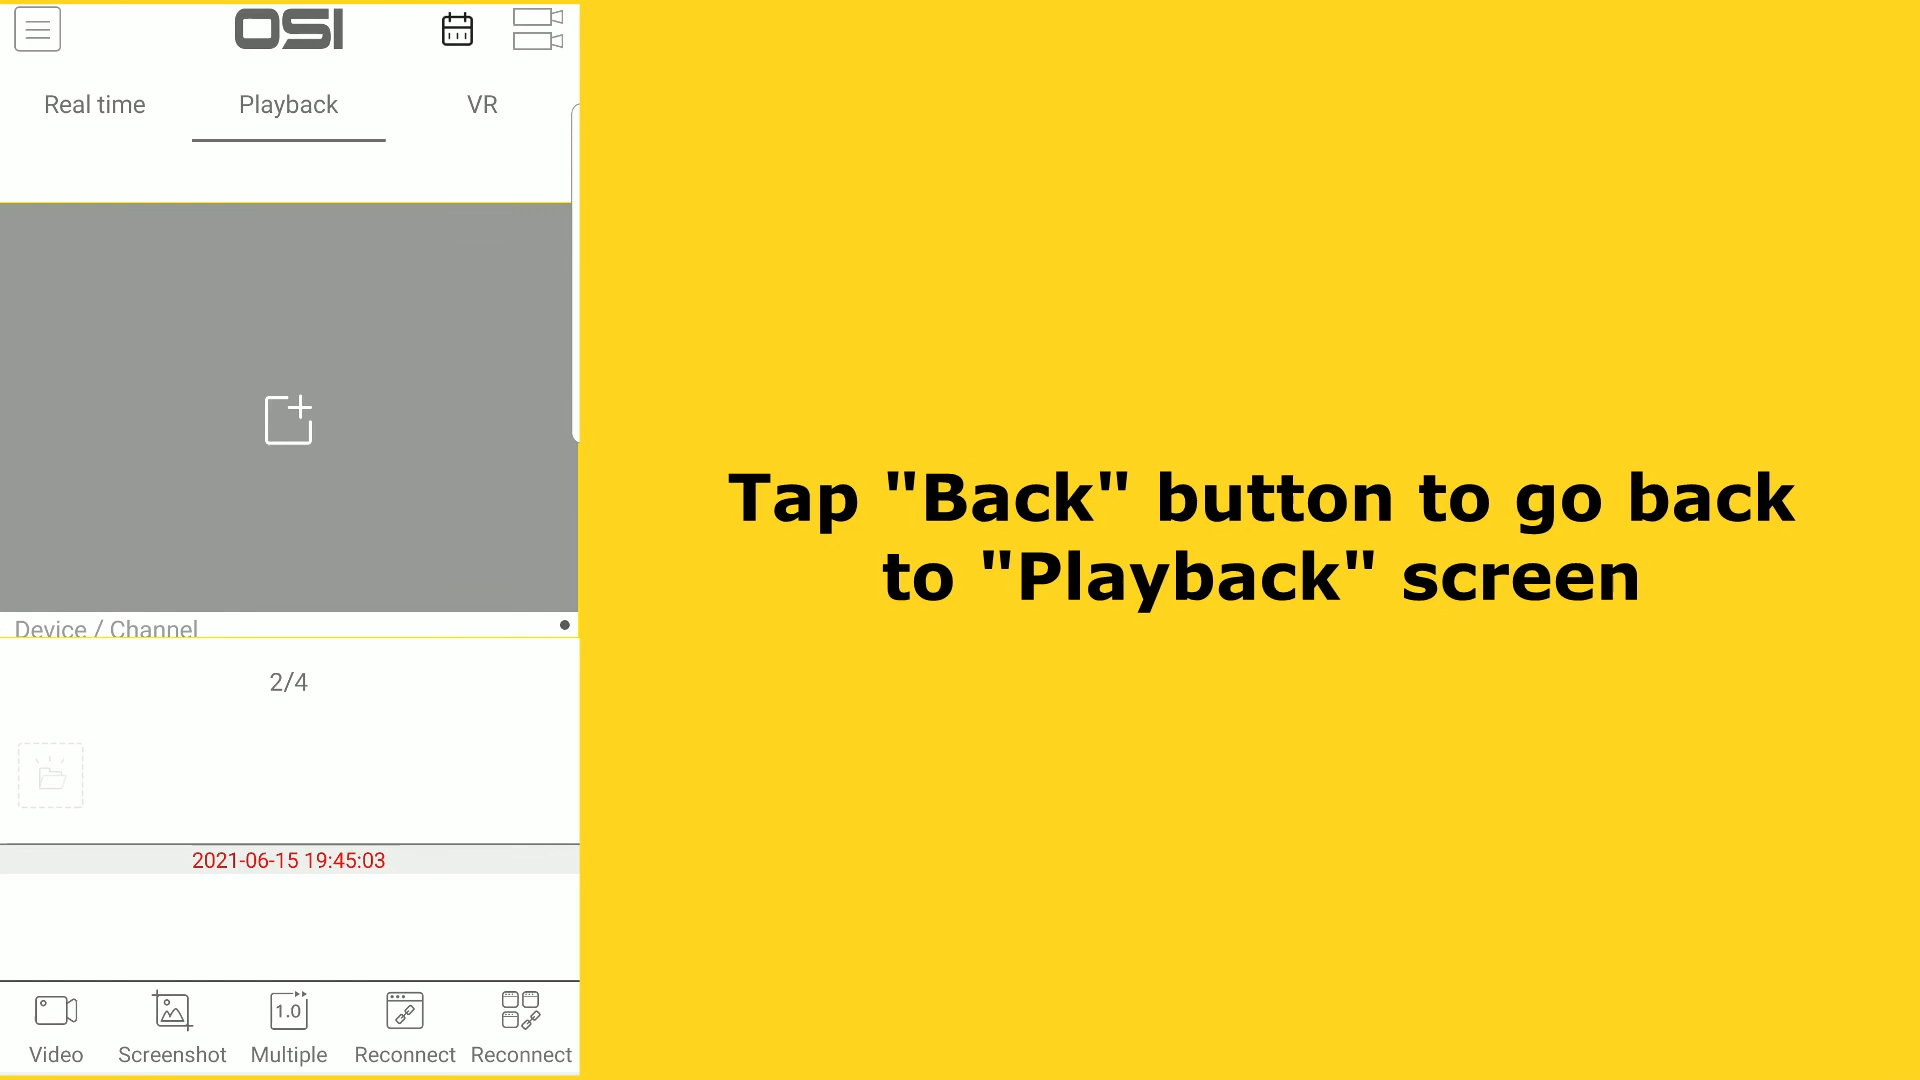 OSI
Real time
Playback
VR
Device / Channel
2/4
2021-06-15 19:45:03
1.0
Video
Screenshot
Multiple
Reconnect
Reconnect
Tap "Back" button to go back
to "Playback" screen